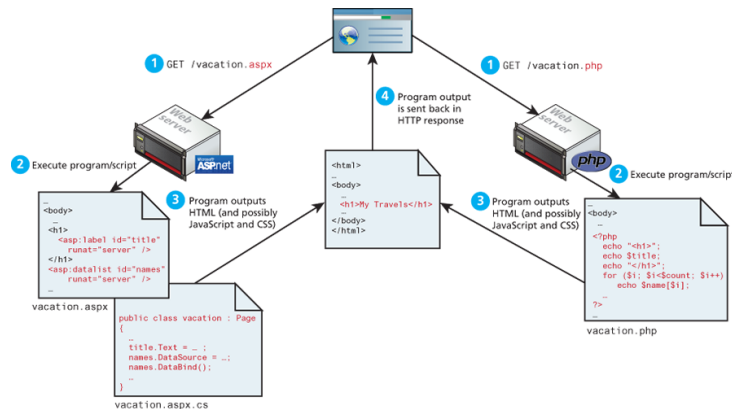 1 GET /vacation.aspx
Web
server
Microsoft
ASP.net
2 Execute program/script
…
<body>
…
<h1>
<asp:label id="title"
runat="server" />
</h1>
<asp:datalist id="names"
runat="server" />
…
vacation.aspx
public class vacation : Page
{
…
title.Text = … ;
names.DataSource = …;
names.DataBind();
…
}
vacation.aspx.cs
3 Program outputs
HTML (and possibly
JavaScript and CSS)
4 Program output
is sent back in
HTTP response
<html>
…
<body>
…
<h1>My Travels</h1>
…
</body>
</html>
1 GET /vacation.php
Web
server
php
2 Execute program/script
3 Program outputs
HTML (and possibly
JavaScript and CSS)
…
<body>
…
<?php
echo "<h1>";
echo $title;
echo "</h1>";
for ($i; $i<$count; $i++)
echo $name[$i];
…
?>
…
vacation.php